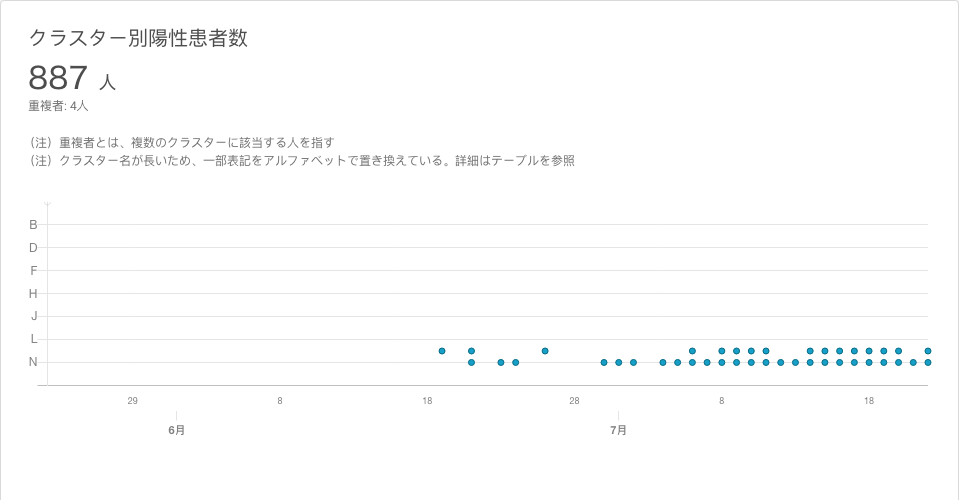 クラスター別陽性患者数
887 人
重複者: 4人
（注）重複者とは、複数のクラスターに該当する人を指す
（注）クラスター名が長いため、一部表記をアルファベットで置き換えている。詳細はテーブルを参照
B
D
F
H
J
L
N
29 8 18 28 8 18
6月 7月